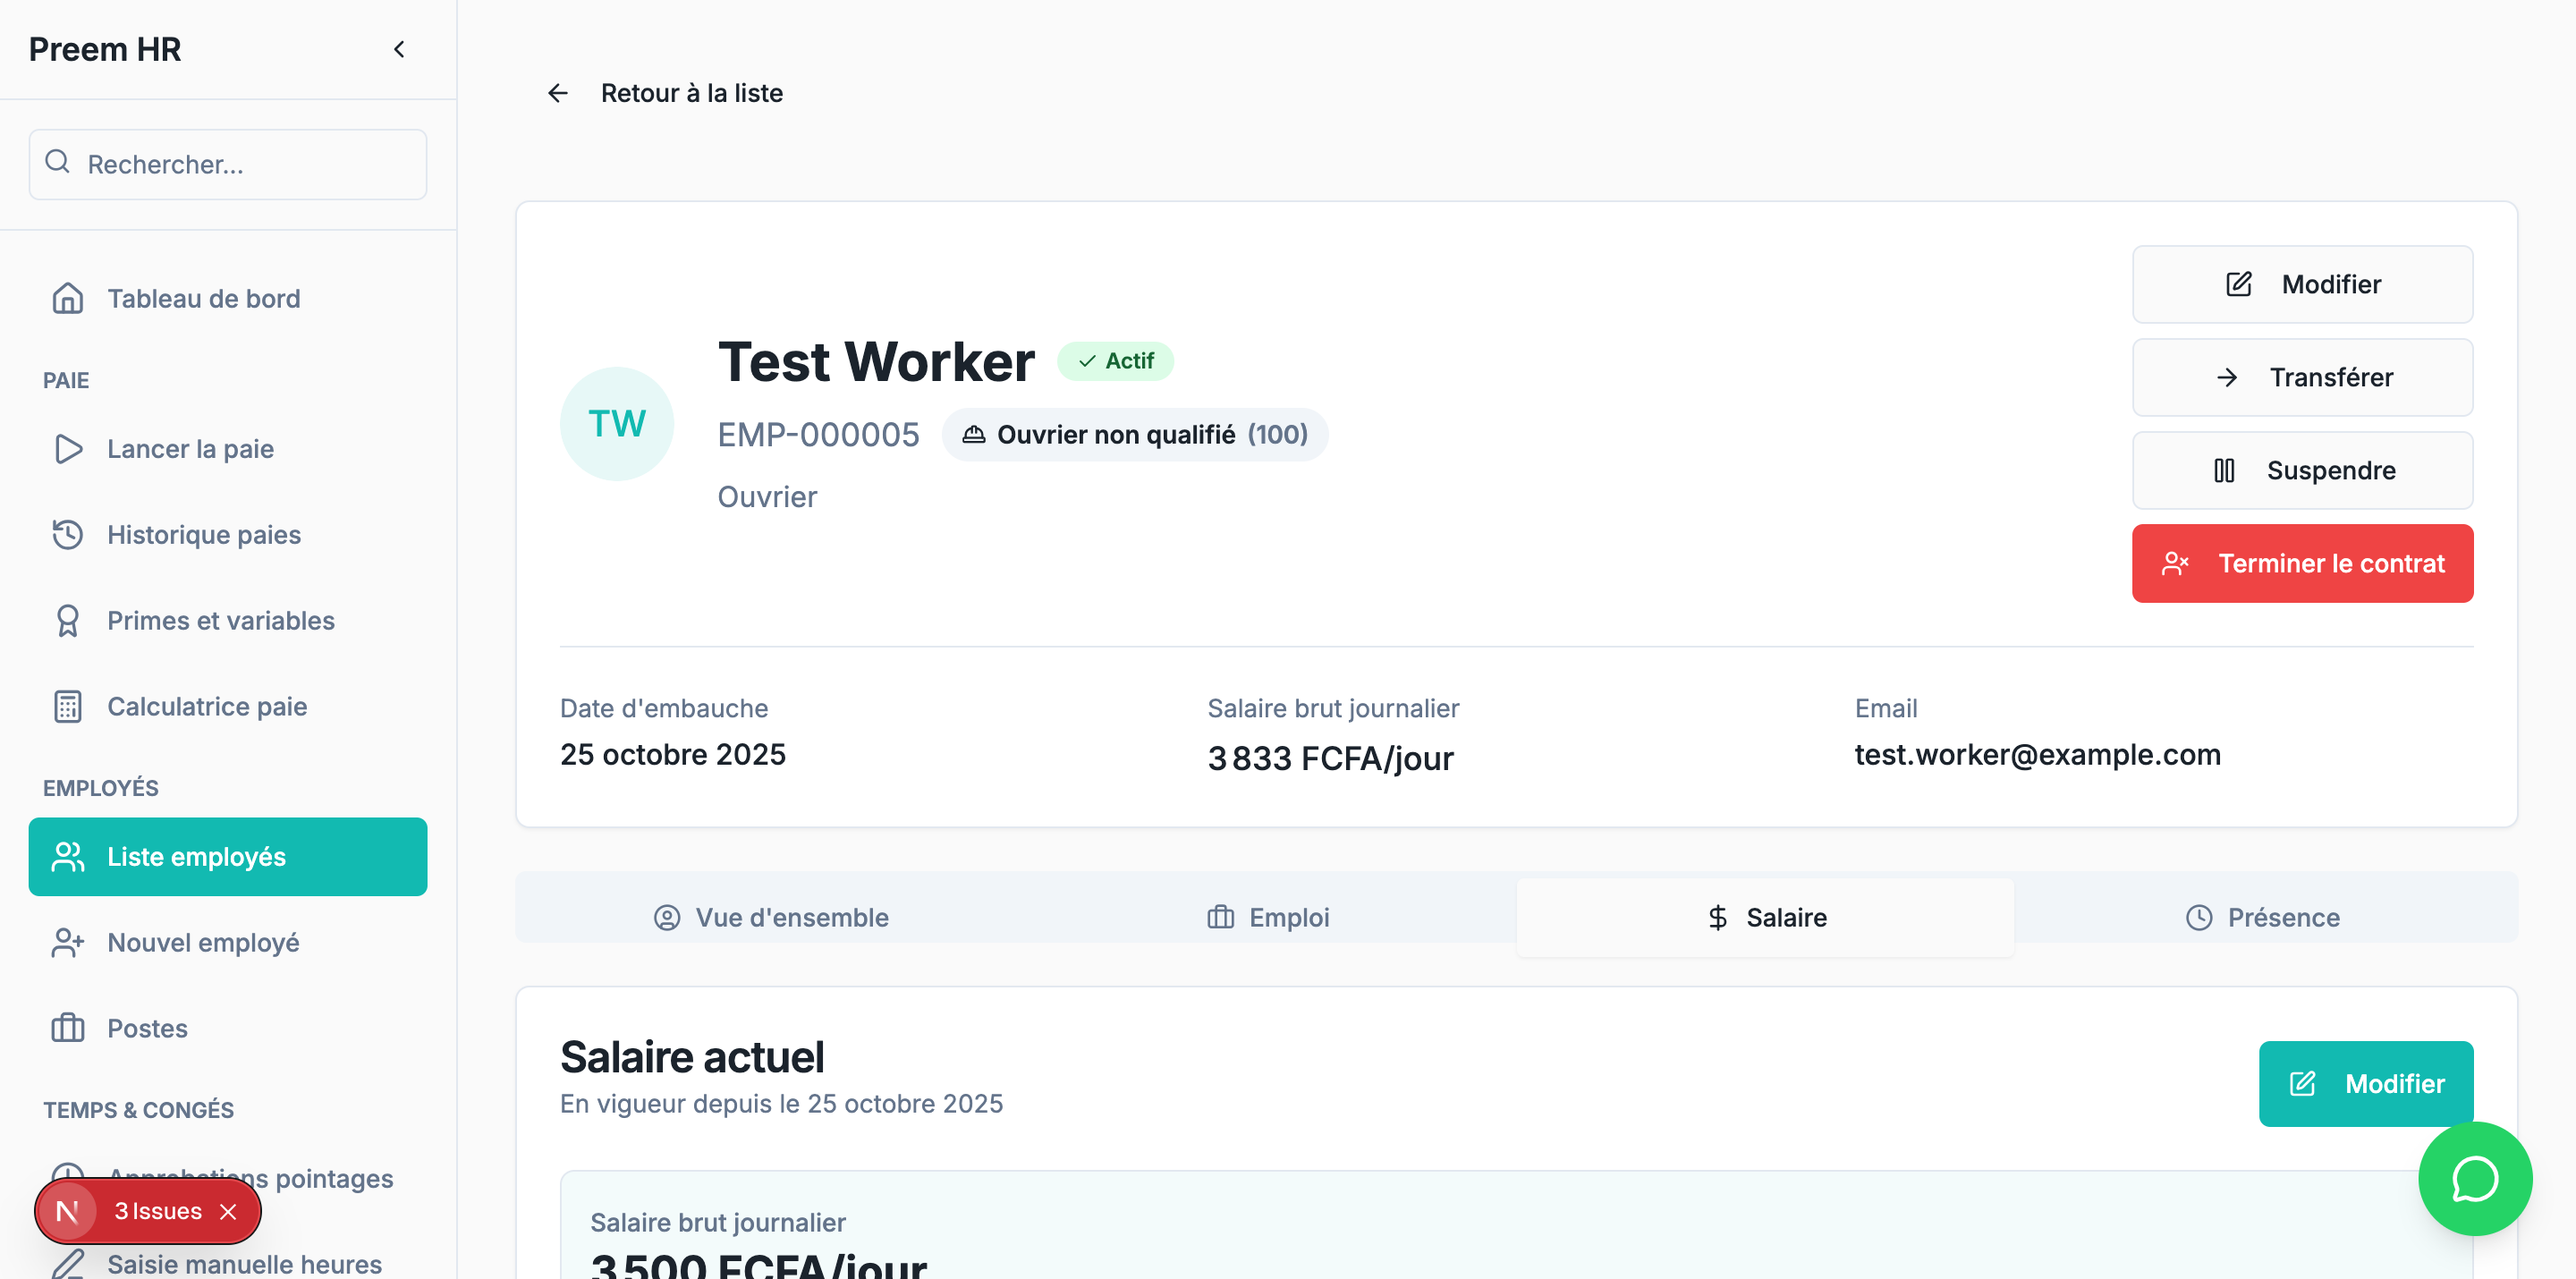 Preem HR
Rechercher...
Tableau de bord
PAIE
Lancer la paie
Historique paies
Primes et variables
Calculatrice paie
EMPLOYÉS
Liste employés
Nouvel employé
Postes
TEMPS & CONGÉS
Approbations pointages
N 3 Issues
Saisie manuelle heures
Retour à la liste
TW
Test Worker
Actif
EMP-000005
Ouvrier non qualifié (100)
Ouvrier
Modifier
Transférer
Suspendre
Terminer le contrat
Date d'embauche
25 octobre 2025
Salaire brut journalier
3 833 FCFA/jour
Email
test.worker@example.com
Vue d'ensemble
Emploi
Salaire
Présence
Salaire actuel
En vigueur depuis le 25 octobre 2025
Modifier
Salaire brut journalier
3 500 FCFA/jour